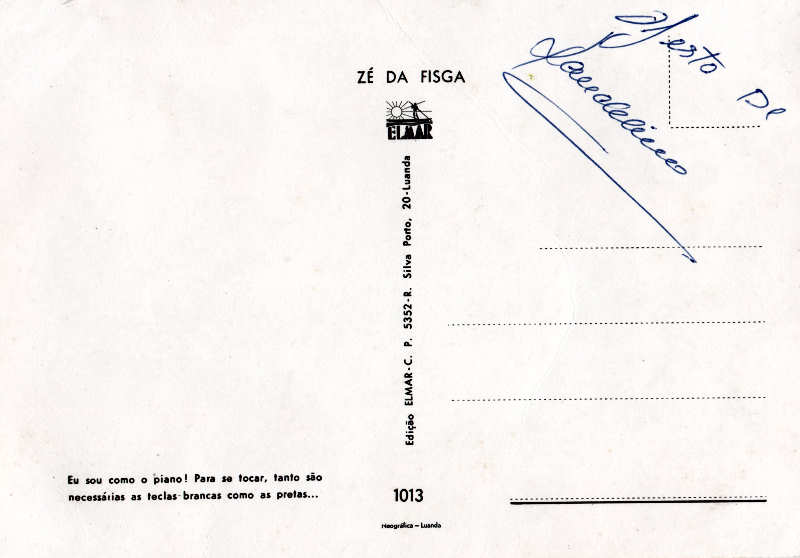 ZÉ DA FISGA
ELMAR
Edição ELMAR-C. P. 5352-R. Silva Porto, 20-Luanda
De
Eu sou como o piano! Para se tocar, tanto são
necessárias as teclas brancas como as pretas...
1013
Neográfica – Luanda